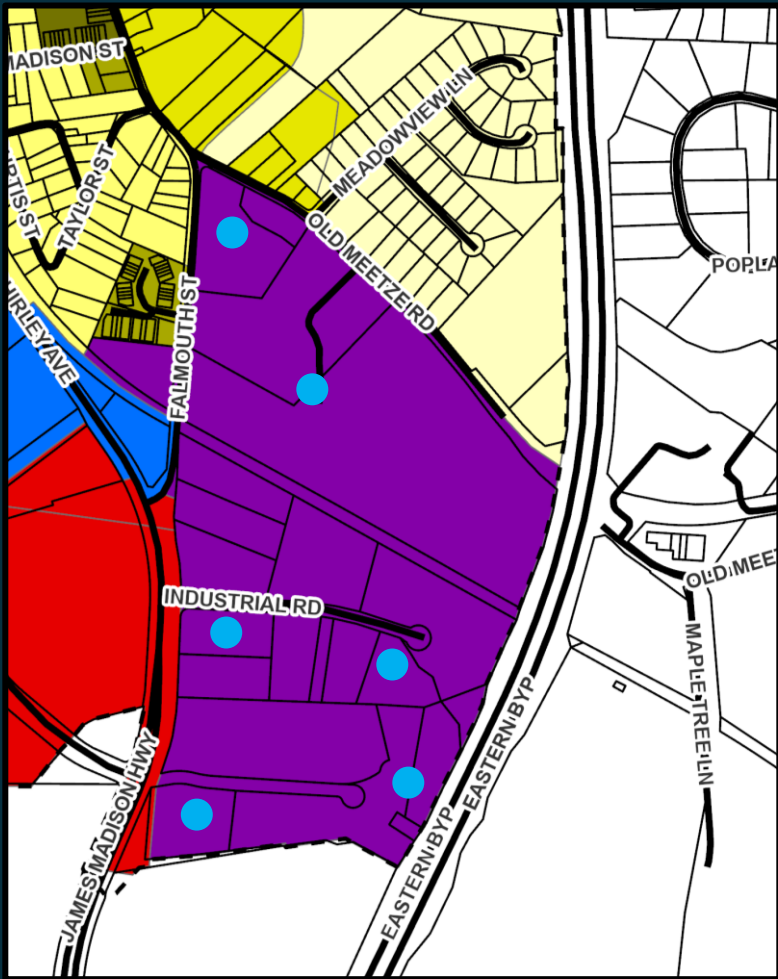 MADISON ST
MEADOWVIEW LN
TAYLOR ST
OLD MEETZE RD
POPLA
FALMOUTH ST
INDUSTRIAL RD
OLD MEE
MAPLE TREE LN
EASTERN BYP
JAMES MADISON HWY
EASTERN BYP